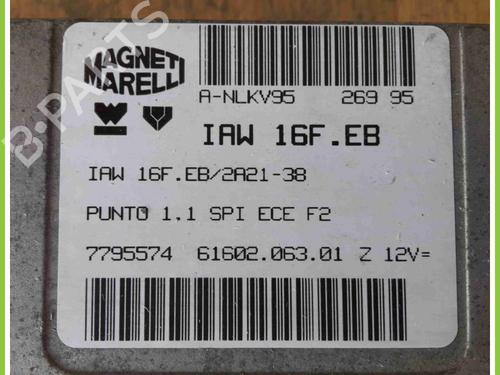 MAGNETI
MARELLI
A-NLKV95 269 95
IAW 16F.EB
IAW 16F.EB/2A21-38
PUNTO 1.1 SPI ECE F2
7795574 61602.063.01 Z 12V=
B-PARTS